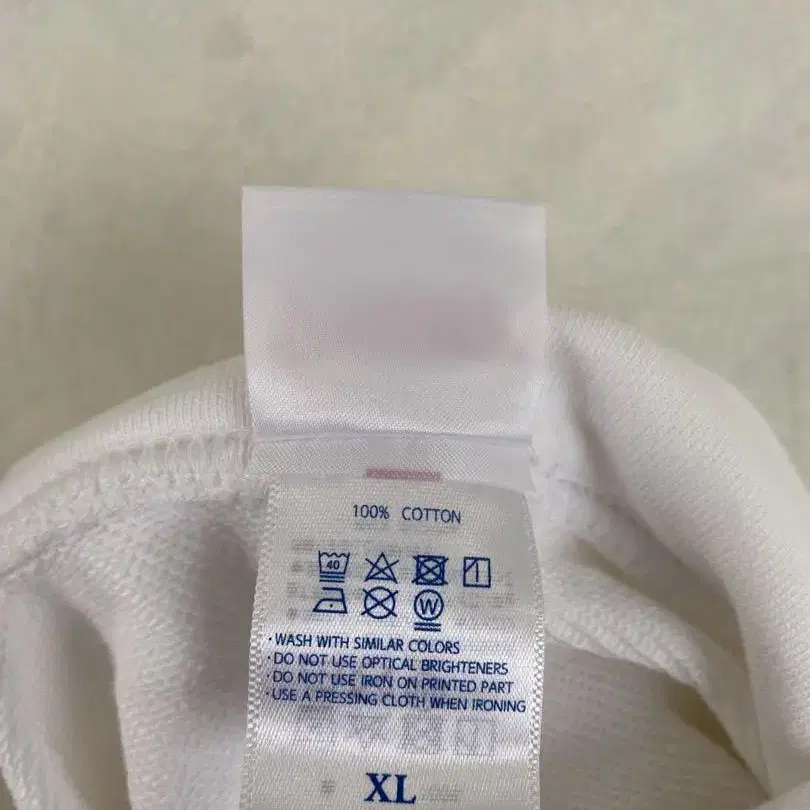 100% COTTON
40
W
· WASH WITH SIMILAR COLORS
· DO NOT USE OPTICAL BRIGHTENERS
· DO NOT USE IRON ON PRINTED PART
· USE A PRESSING CLOTH WHEN IRONING
XL